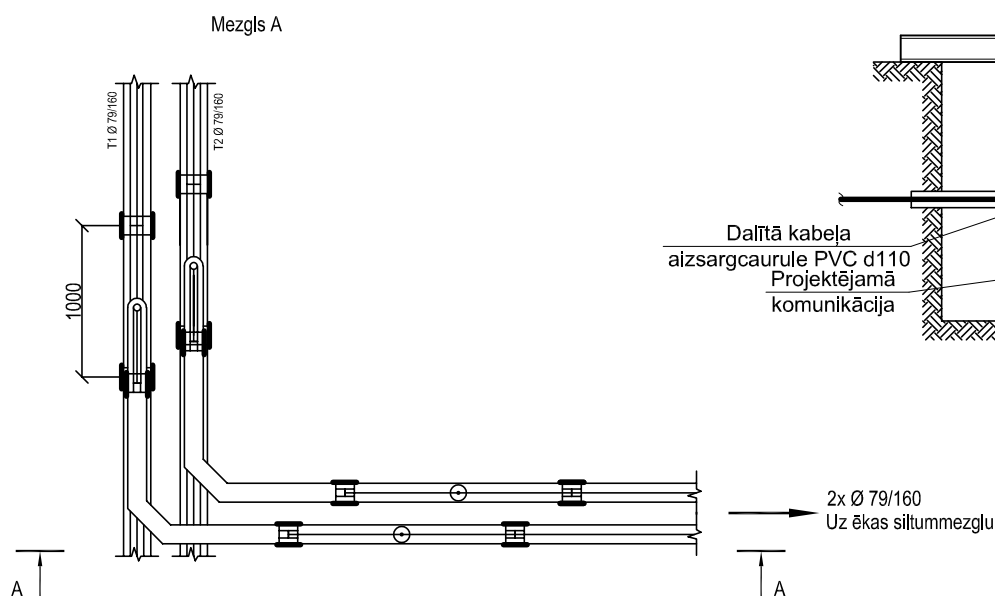 Mezgls A
T1 Ø 79/160
T2 Ø 79/160
1000
Dalītā kabeļa
aizsargcaurule PVC d110
Projektējamā
komunikācija
2x Ø 79/160
Uz ēkas siltummezglu
A
A